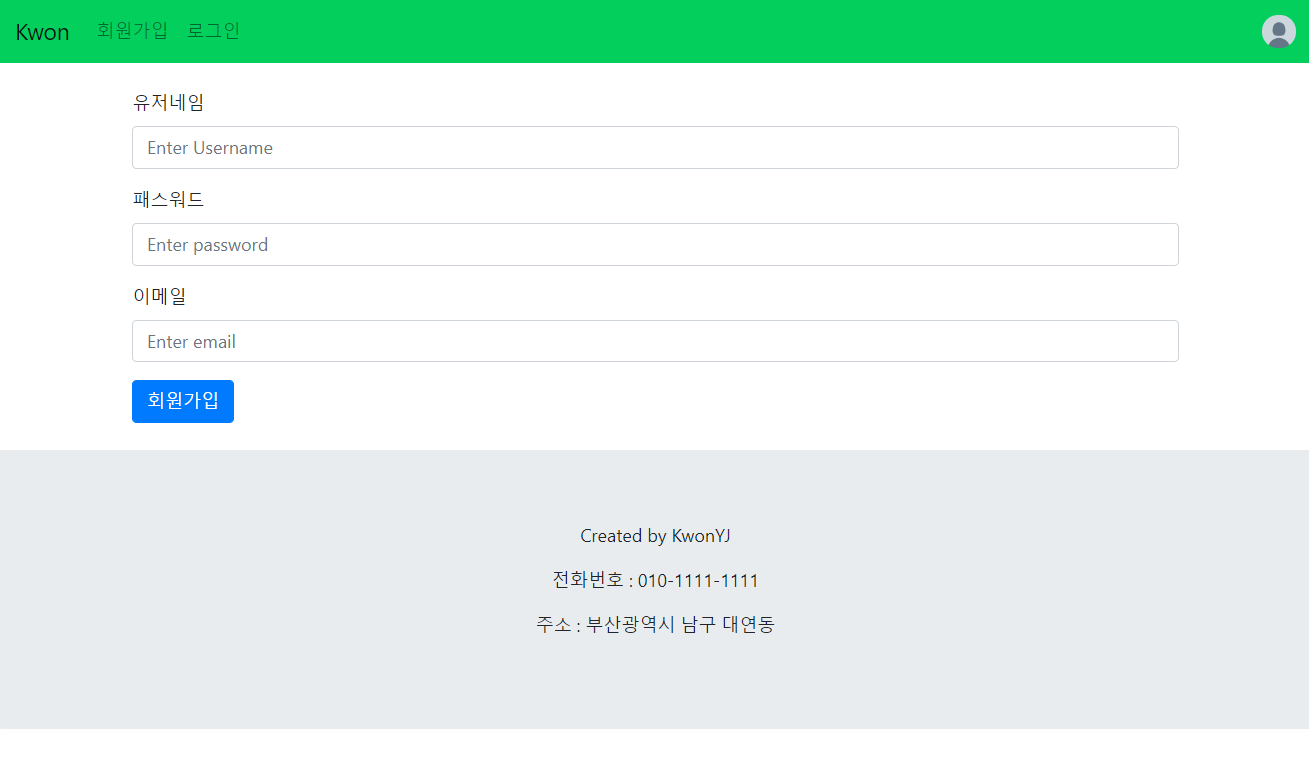 Kwon 회원가입 로그인
유저네임
Enter Username
패스워드
Enter password
이메일
Enter email
회원가입
Created by KwonYJ
전화번호 : 010-1111-1111
주소 : 부산광역시 남구 대연동